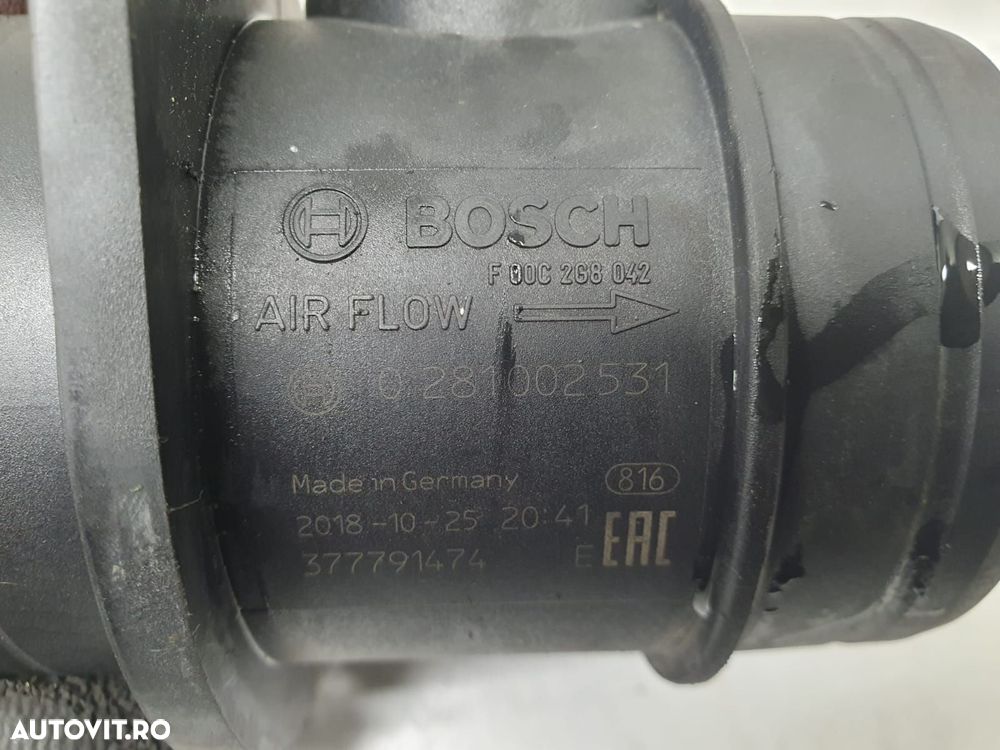 BOSCH
F 00C 2G8 042
AIR FLOW
0 281 002 531
Made in Germany
816
2018-10-25 20:41
377791474
E EAC
AUTOVIT.RO